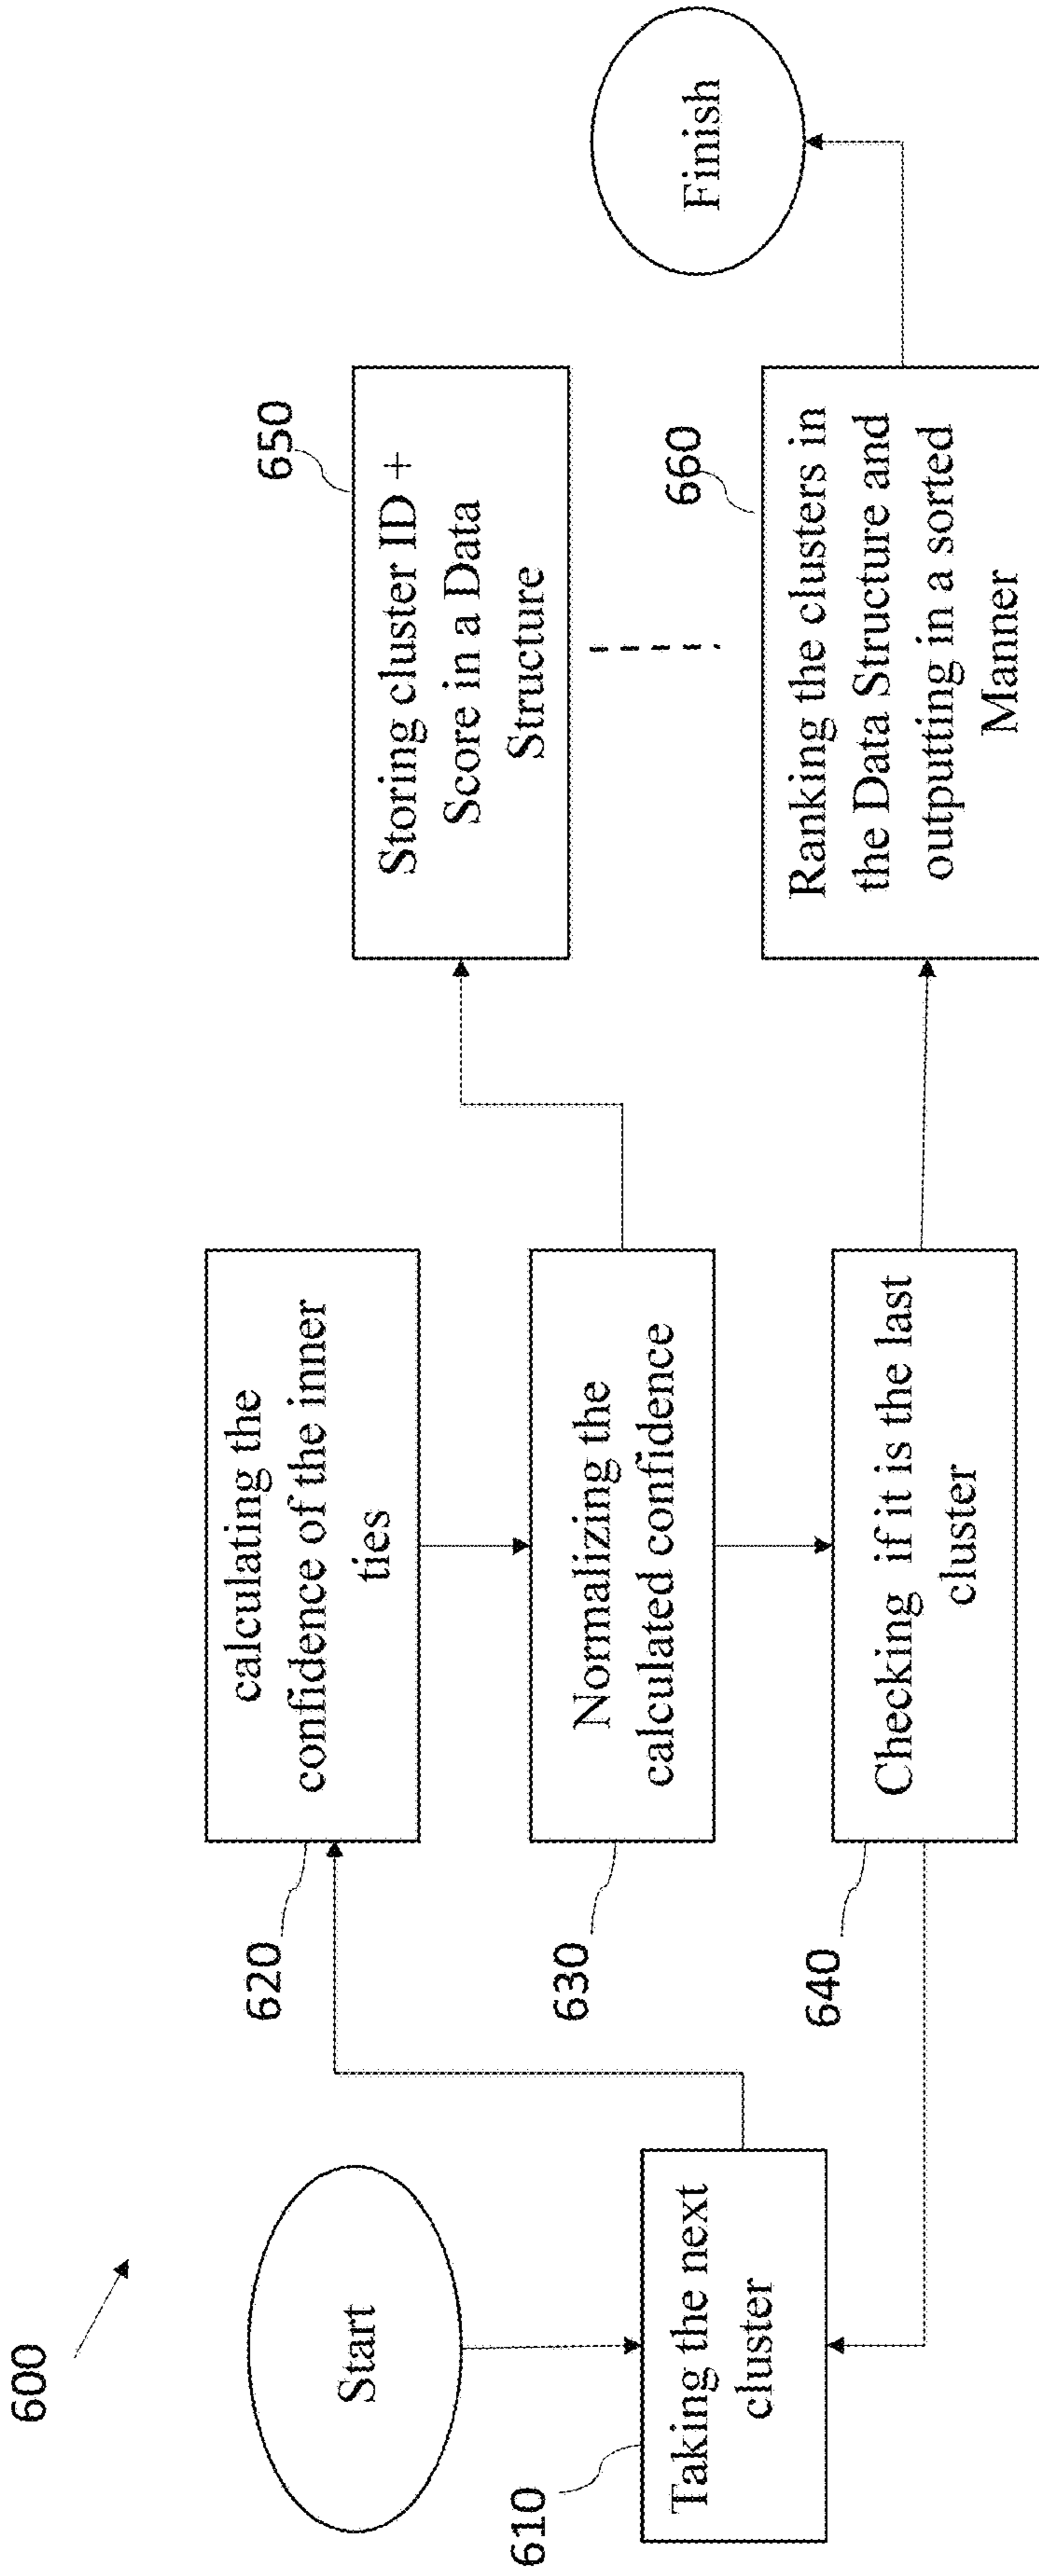 600
Start
610
Taking the next
cluster
620
calculating the
confidence of the inner
ties
630
Normalizing the
calculated confidence
640
Checking if it is the last
cluster
650
Storing cluster ID +
Score in a Data
Structure
660
Ranking the clusters in
the Data Structure and
outputting in a sorted
Manner
Finish